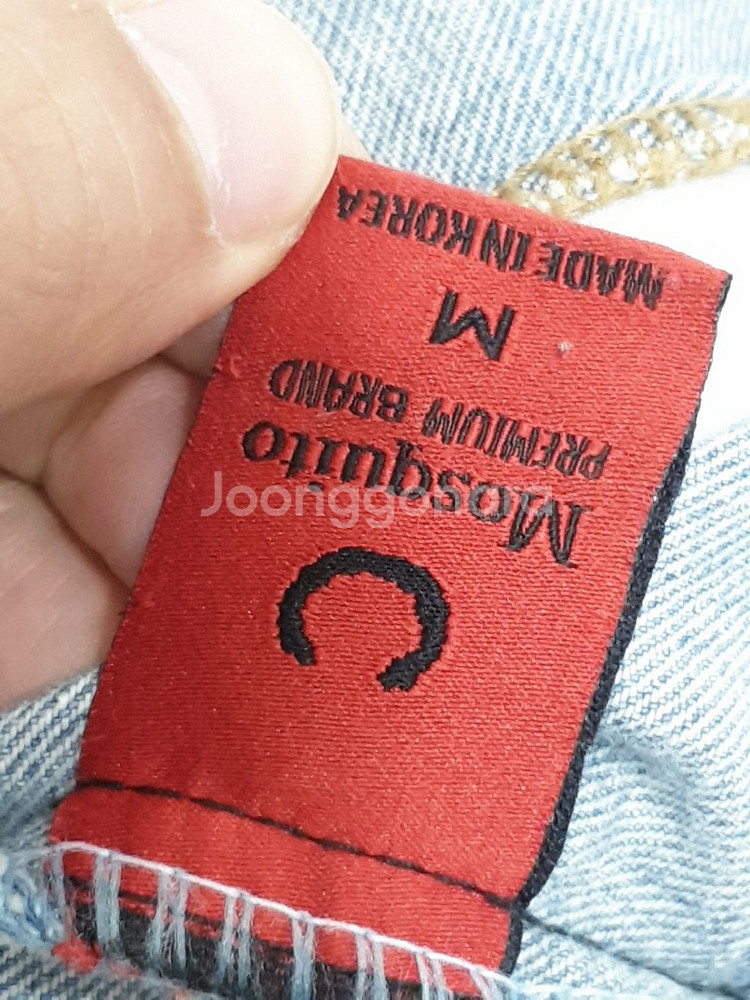 Mosquito
PREMIUM BRAND
M
MADE IN KOREA
Joonggonara